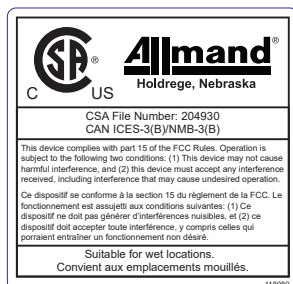 CSA®
C US
Allmand®
Holdrege, Nebraska
CSA File Number: 204930
CAN ICES-3(B)/NMB-3(B)
This device complies with part 15 of the FCC Rules. Operation is
subject to the following two conditions: (1) This device may not cause
harmful interference, and (2) this device must accept any interference
received, including interference that may cause undesired operation.
Ce dispositif se conforme à la section 15 du règlement de la FCC. Le
fonctionnement est assujetti aux conditions suivantes: (1) Ce
dispositif ne doit pas générer d'interférences nuisibles, et (2) ce
dispositif doit accepter toute interférence, y compris celles qui
porraient entraîner un fonctionnement non désiré.
Suitable for wet locations.
Convient aux emplacements mouillés.